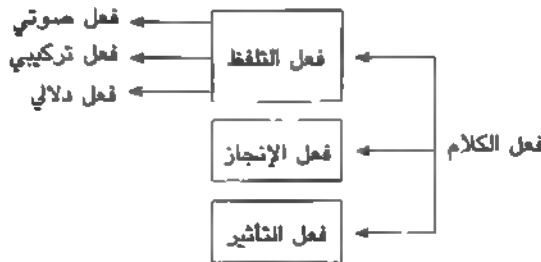 فعل صوتي
فعل تركيبي
فعل دلالي
فعل التلفظ
فعل الإنجاز
فعل الكلام
فعل التأثير